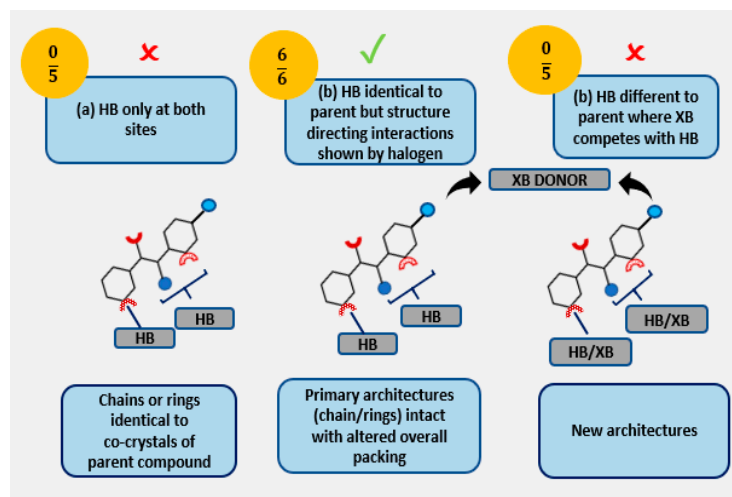 0
5
(a) HB only at both
sites
HB
HB
Chains or rings
identical to
co-crystals of
parent compound
6
6
(b) HB identical to
parent but structure
directing interactions
shown by halogen
XB DONOR
HB
HB
Primary architectures
(chain/rings) intact
with altered overall
packing
0
5
(b) HB different to
parent where XB
competes with HB
HB/XB
HB/XB
New architectures